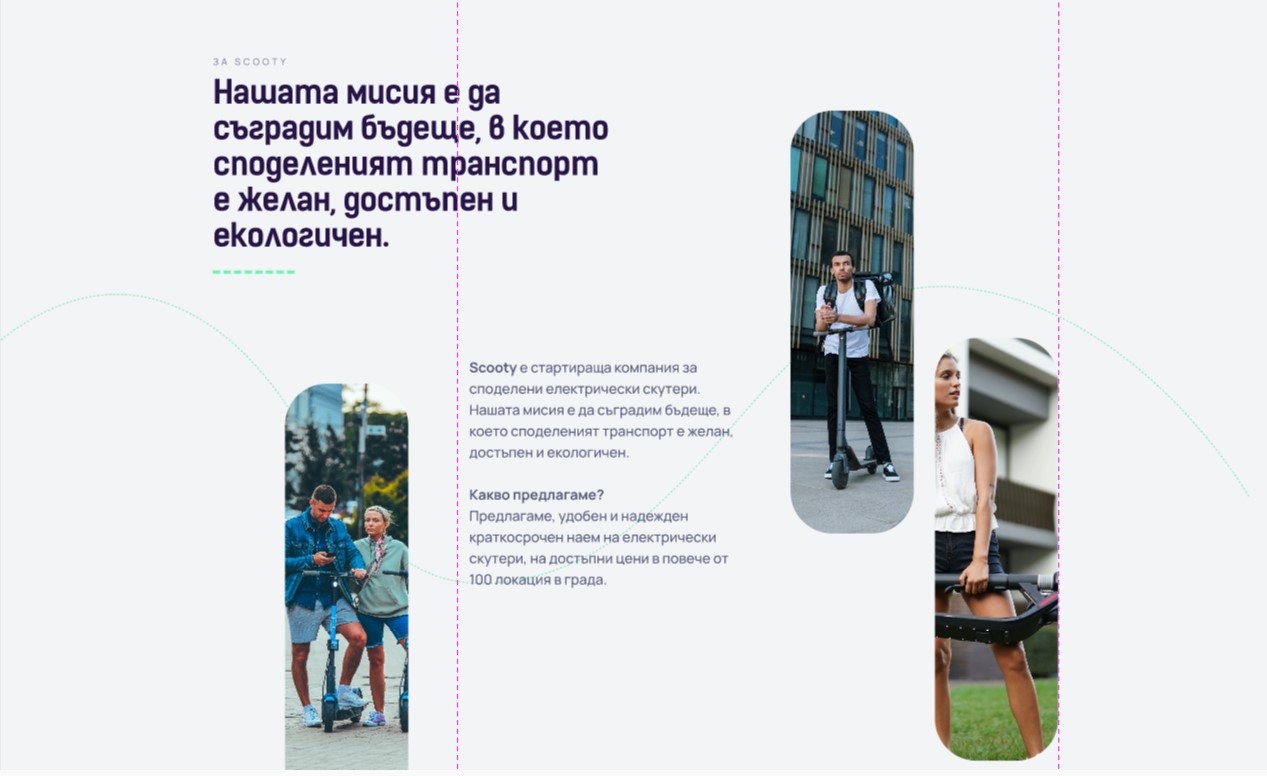 ЗА SCOOTY
Нашата мисия е да
съградим бъдеще, в което
споделеният транспорт
е желан, достъпен и
екологичен.
Scooty е стартираща компания за
споделени електрически скутери.
Нашата мисия е да съградим бъдеще, в
което споделеният транспорт е желан,
достъпен и екологичен.
Какво предлагаме?
Предлагаме, удобен и надежден
краткосрочен наем на електрически
скутери, на достъпни цени в повече от
100 локация в града.